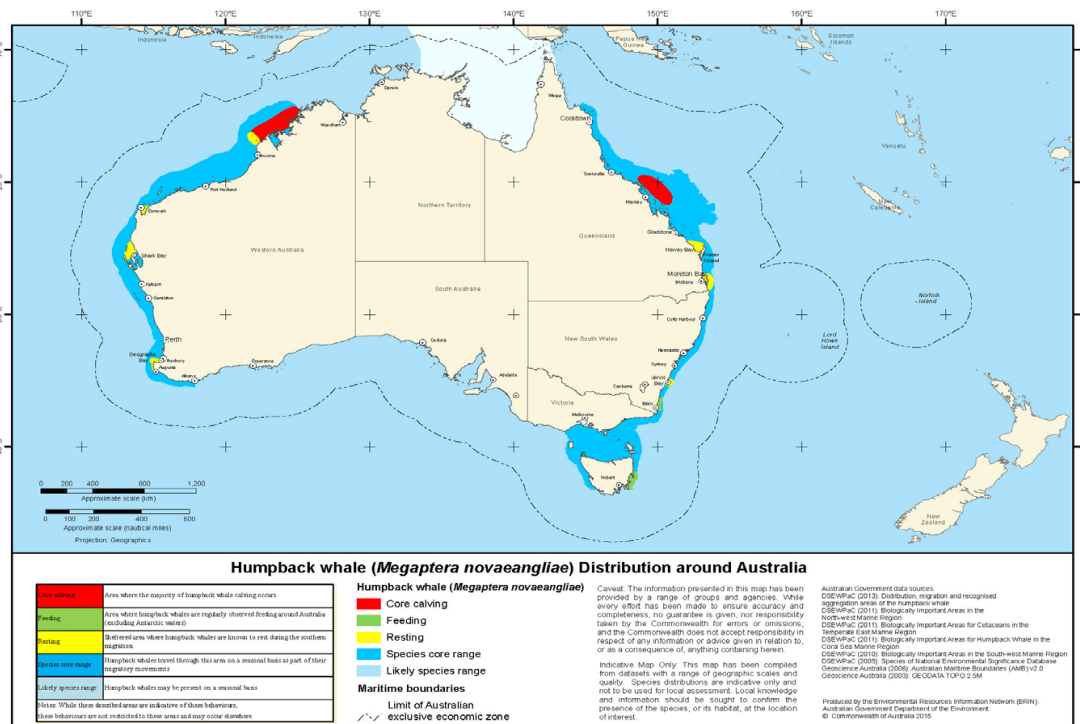 110°E 120°E 130°E 140°E 150°E 160°E 170°E
Indonesia
Indonesia
Papua New
Guinea
Solomon
Islands
Darwin
Weipa
Wyndham
Cooktown
Broome
Vanuatu
Townsville
Port Hedland
Mackay
New
Caledonia
Exmouth
Northern Territory
Gladstone
Queensland
Hervey Bay
Fraser
Island
Western Australia
Shark Bay
Moreton Bay
Brisbane
Kalbarri
South Australia
Geraldton
Norfolk
Island
Coffs Harbour
Perth
New South Wales
Lord
Howe
Island
Ceduna
Newcastle
Geographe
Bay
Bunbury
Esperance
Sydney
Augusta
Adelaide
Jervis
Bay
Albany
Canberra
Victoria
Eden
Melbourne
Hobart
New
Zealand
0 200 400 800 1,200
Approximate scale (km)
0 100 200 400 600
Approximate scale (nautical miles)
Projection: Geographics
Humpback whale (Megaptera novaeangliae) Distribution around Australia
Core calving
Area where the majority of humpback whale calving occurs
Feeding
Area where humpback whales are regularly observed feeding around Australia
(excluding Antarctic waters)
Resting
Sheltered area where humpback whales are known to rest during the southern
migration
Species core range
Humpback whales travel through this area on a seasonal basis as part of their
migratory movements
Likely species range
Humpback whales may be present on a seasonal basis
Notes: While these described areas are indicative of these behaviours,
these behaviours are not restricted to these areas and may occur elsewhere
Humpback whale (Megaptera novaeangliae)
Core calving
Feeding
Resting
Species core range
Likely species range
Maritime boundaries
Limit of Australian
exclusive economic zone
Caveat: The information presented in this map has been
provided by a range of groups and agencies. While
every effort has been made to ensure accuracy and
completeness, no guarantee is given, nor responsibility
taken by the Commonwealth for errors or omissions,
and the Commonwealth does not accept responsibility in
respect of any information or advice given in relation to,
or as a consequence of, anything containing herein.
Indicative Map Only: This map has been compiled
from datasets with a range of geographic scales and
quality. Species distributions are indicative only and
not to be used for local assessment. Local knowledge
and information should be sought to confirm the
presence of the species, or its habitat, at the location
of interest.
Australian Government data sources:
DSEWPaC (2013): Distribution, migration and recognised
aggregation areas of the humpback whale
DSEWPaC (2011): Biologically Important Areas in the
North-west Marine Region
DSEWPaC (2011): Biologically Important Areas for Cetaceans in the
Temperate East Marine Region
DSEWPaC (2011): Biologically Important Areas for Humpback Whale in the
Coral Sea Marine Region
DSEWPaC (2010): Biologically Important Areas in the South-west Marine Region
DSEWPaC (2005): Species of National Environmental Significance Database
Geoscience Australia (2006): Australian Maritime Boundaries (AMB) v2.0
Geoscience Australia (2003): GEODATA TOPO 2.5M
Produced by the Environmental Resources Information Network (ERIN).
Australian Government Department of the Environment.
© Commonwealth of Australia 2015